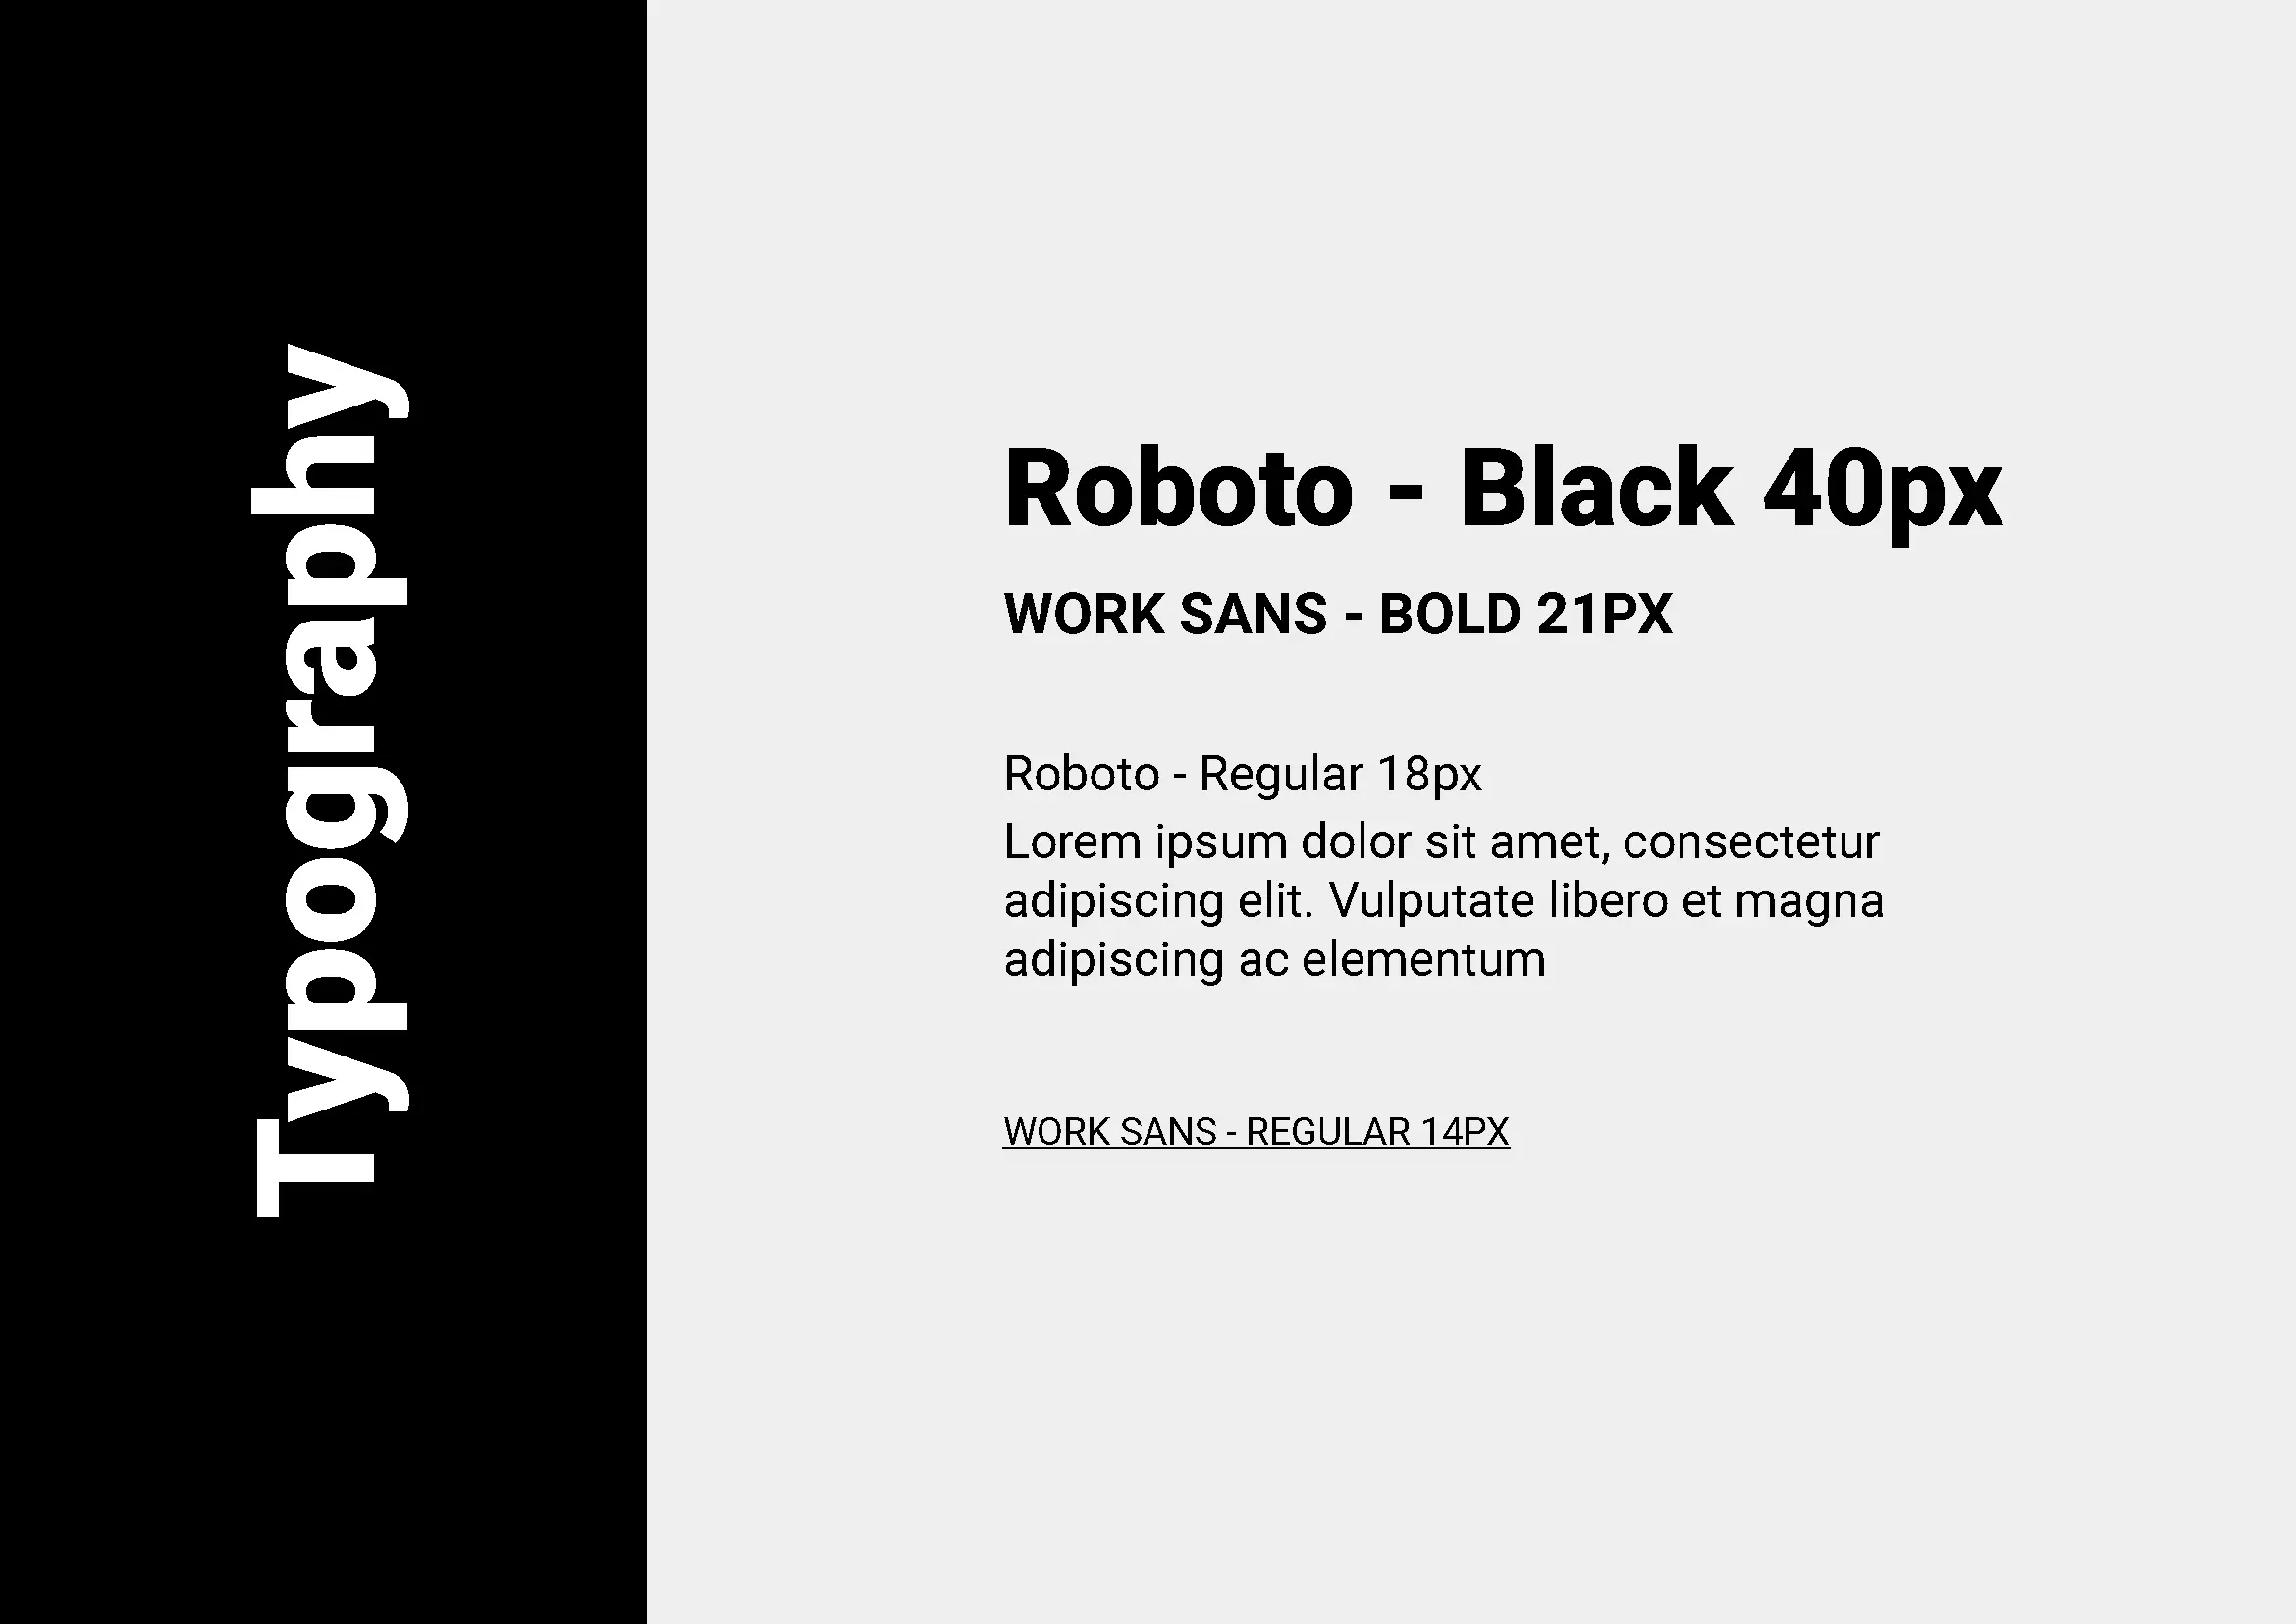 Typography
Roboto - Black 40px
WORK SANS - BOLD 21PX
Roboto - Regular 18px
Lorem ipsum dolor sit amet, consectetur
adipiscing elit. Vulputate libero et magna
adipiscing ac elementum
WORK SANS - REGULAR 14PX